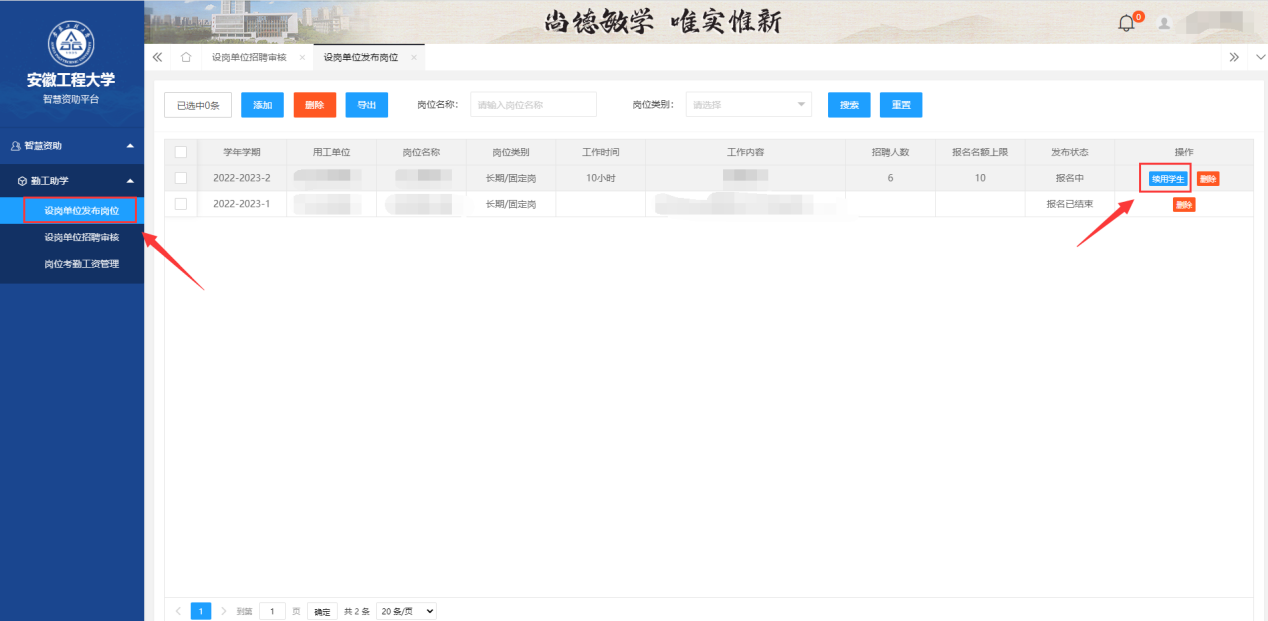 尚德敏学 唯实惟新
0
安徽工程大学
智慧资助平台
智慧资助
勤工助学
设岗单位发布岗位
设岗单位招聘审核
岗位考勤工资管理
设岗单位招聘审核 × 设岗单位发布岗位 ×
已选中0条 添加 删除 导出 岗位名称: 请输入岗位名称 岗位类别: 请选择 搜索 重置
学年学期 用工单位 岗位名称 岗位类别 工作时间 工作内容 招聘人数 报名名额上限 发布状态 操作
2022-2023-2 长期/固定岗 10小时 6 10 报名中 续用学生 删除
2022-2023-1 长期/固定岗 报名已结束 删除
1 到第 1 页 确定 共 2 条 20 条/页